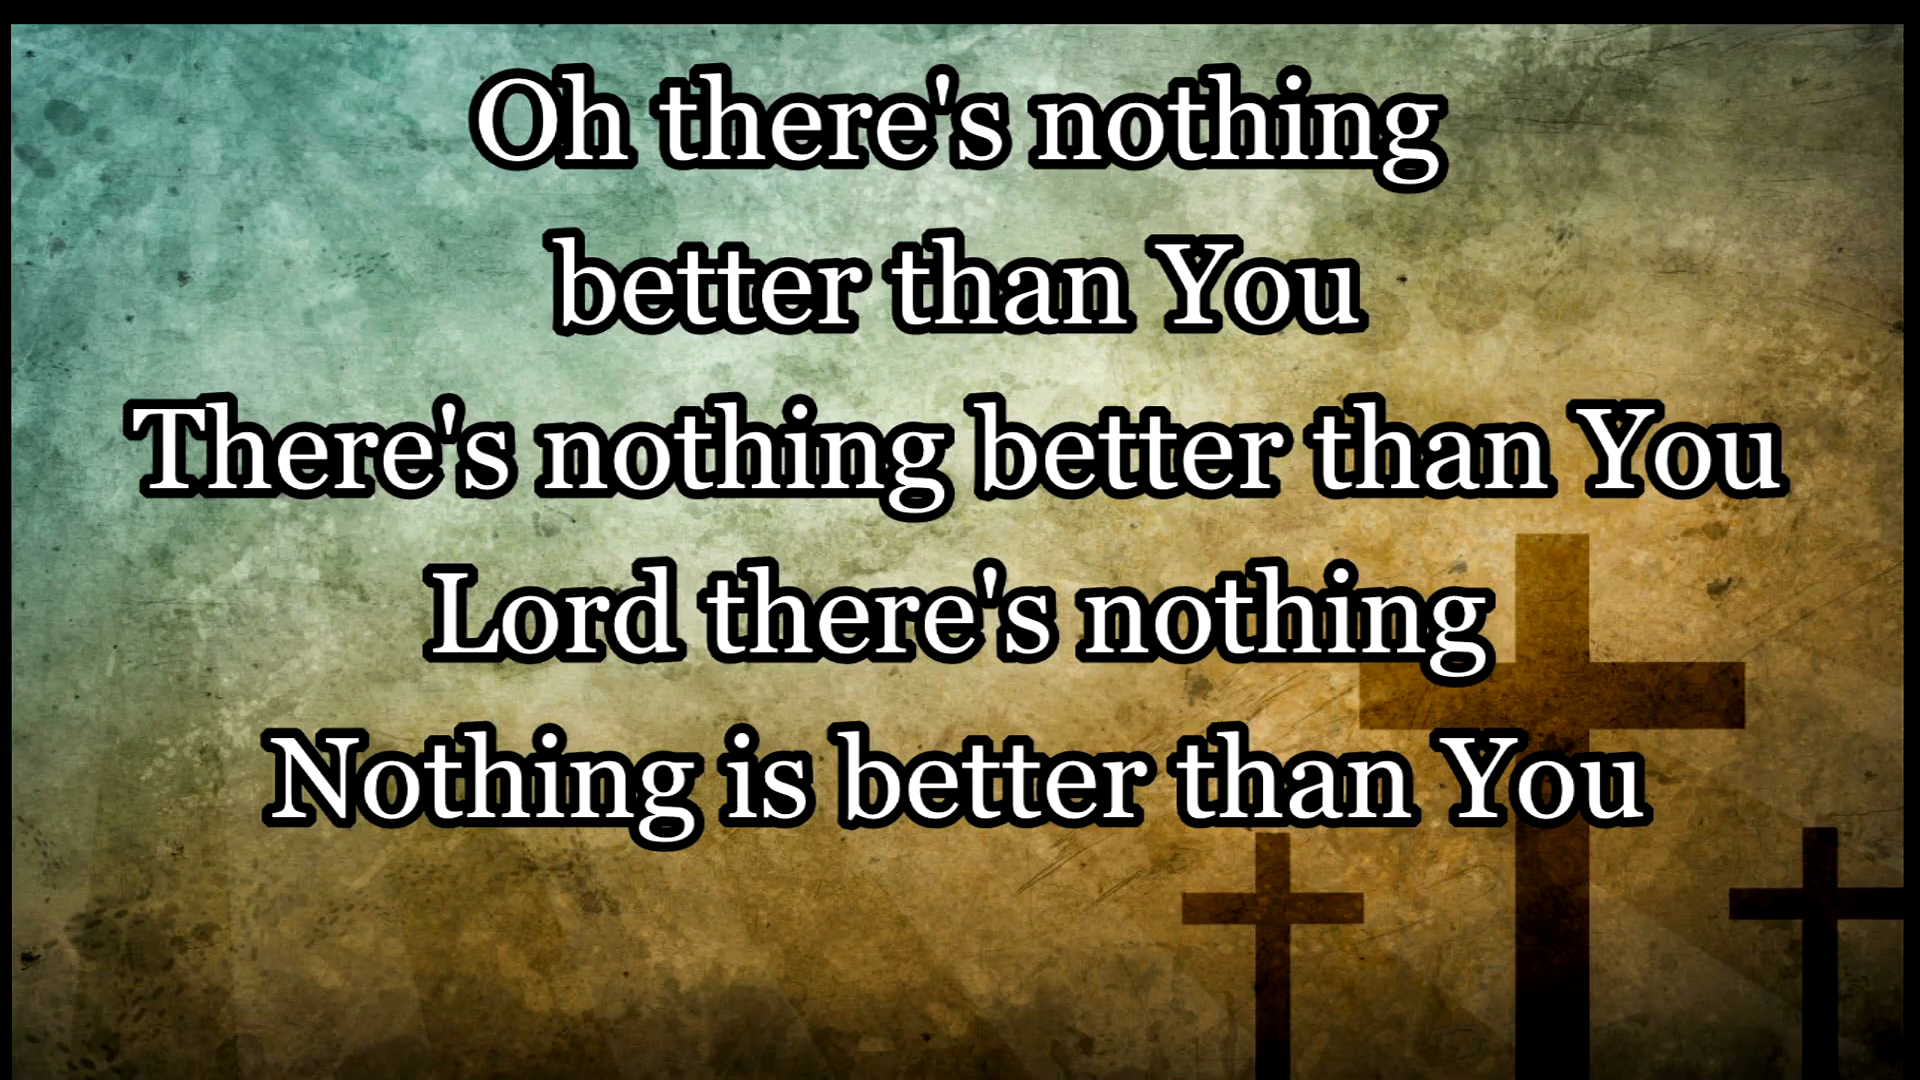 Oh there's nothing
better than You
There's nothing better than You
Lord there's nothing
Nothing is better than You